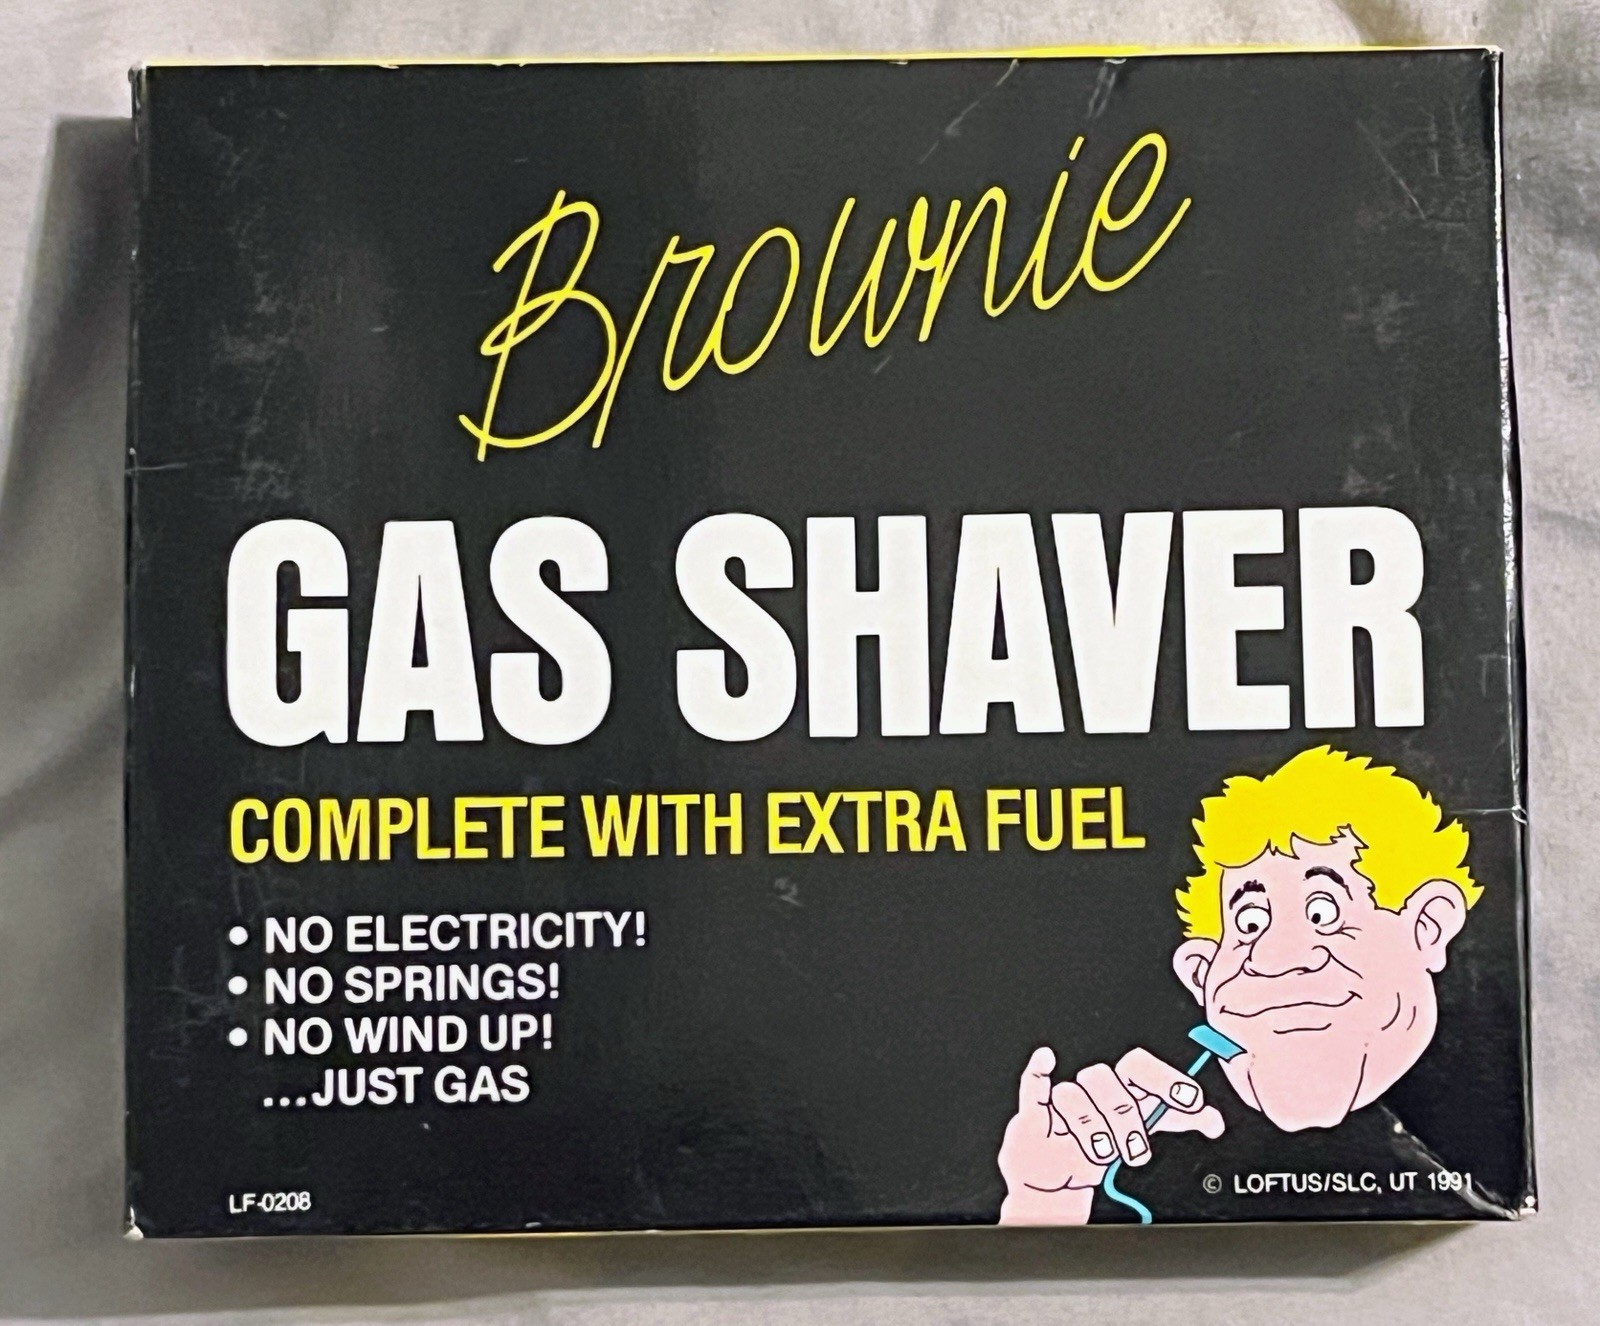 Brownie
GAS SHAVER
COMPLETE WITH EXTRA FUEL
• NO ELECTRICITY!
• NO SPRINGS!
• NO WIND UP!
...JUST GAS
LF-0208
© LOFTUS/SLC, UT 1991